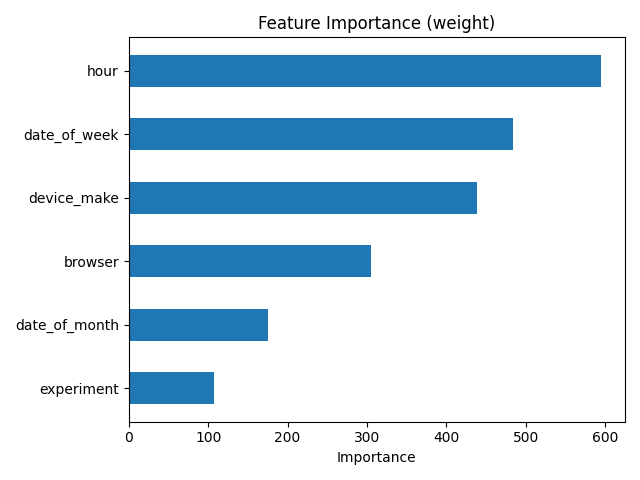 Feature Importance (weight)
hour
date_of_week
device_make
browser
date_of_month
experiment
0 100 200 300 400 500 600
Importance